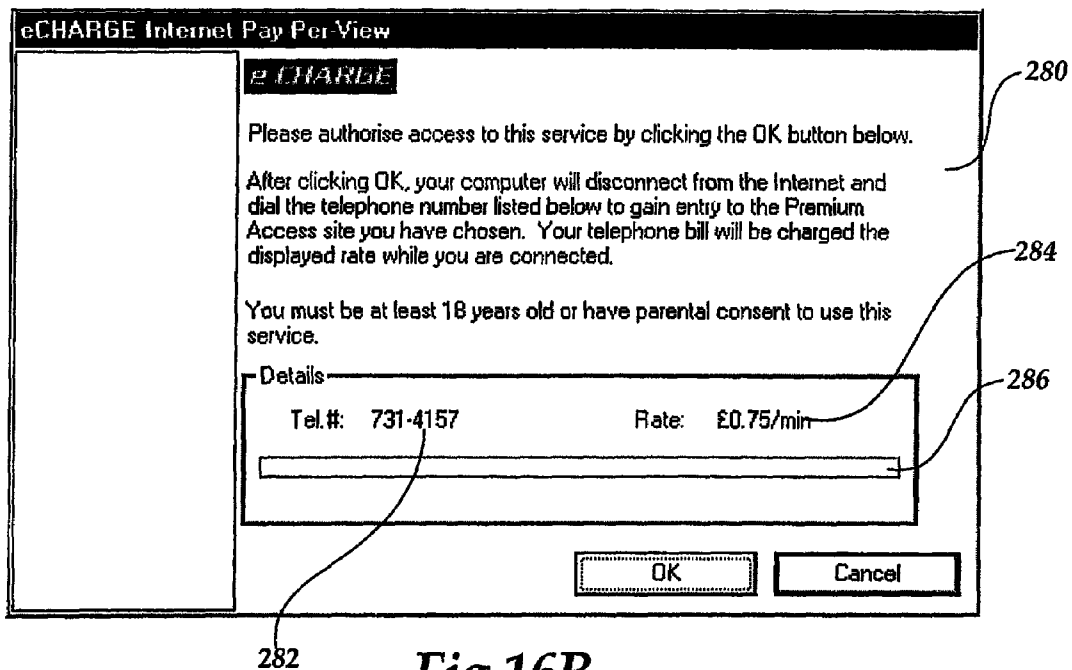 eCHARGE Internet Pay Per-View
e CHARGE
280
Please authorise access to this service by clicking the OK button below.
After clicking OK, your computer will disconnect from the Internet and
dial the telephone number listed below to gain entry to the Premium
Access site you have chosen. Your telephone bill will be charged the
displayed rate while you are connected.
284
You must be at least 18 years old or have parental consent to use this
service.
Details
286
Tel.#: 731-4157 Rate: £0.75/min
OK Cancel
282
Fig.16B